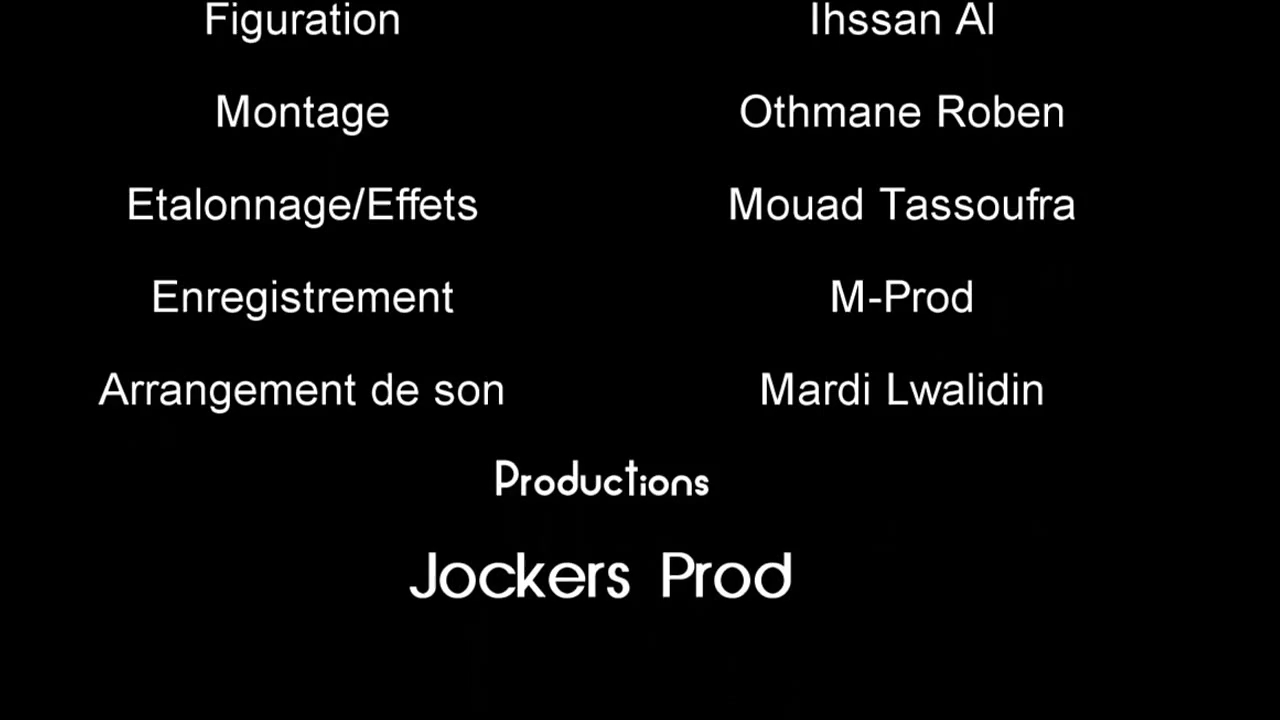 Figuration Ihssan Al
Montage Othmane Roben
Etalonnage/Effets Mouad Tassoufra
Enregistrement M-Prod
Arrangement de son Mardi Lwalidin
Productions
Jockers Prod